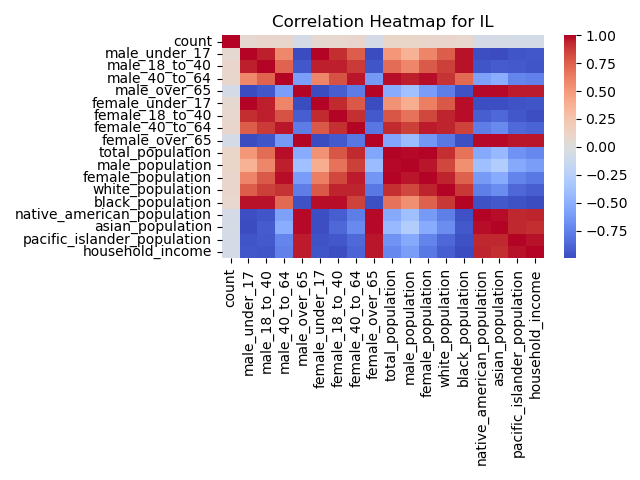 Correlation Heatmap for IL
count
male_under_17
male_18_to_40
male_40_to_64
male_over_65
female_under_17
female_18_to_40
female_40_to_64
female_over_65
total_population
male_population
female_population
white_population
black_population
native_american_population
asian_population
pacific_islander_population
household_income
count
male_under_17
male_18_to_40
male_40_to_64
male_over_65
female_under_17
female_18_to_40
female_40_to_64
female_over_65
total_population
male_population
female_population
white_population
black_population
native_american_population
asian_population
pacific_islander_population
household_income
1.00
0.75
0.50
0.25
0.00
−0.25
−0.50
−0.75